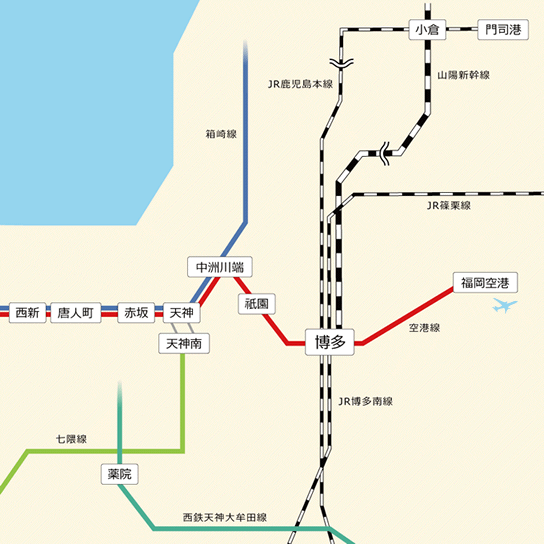 小倉
門司港
山陽新幹線
JR鹿児島本線
箱崎線
JR篠栗線
中洲川端
福岡空港
祇園
西新
唐人町
赤坂
天神
空港線
天神南
博多
JR博多南線
七隈線
薬院
西鉄天神大牟田線